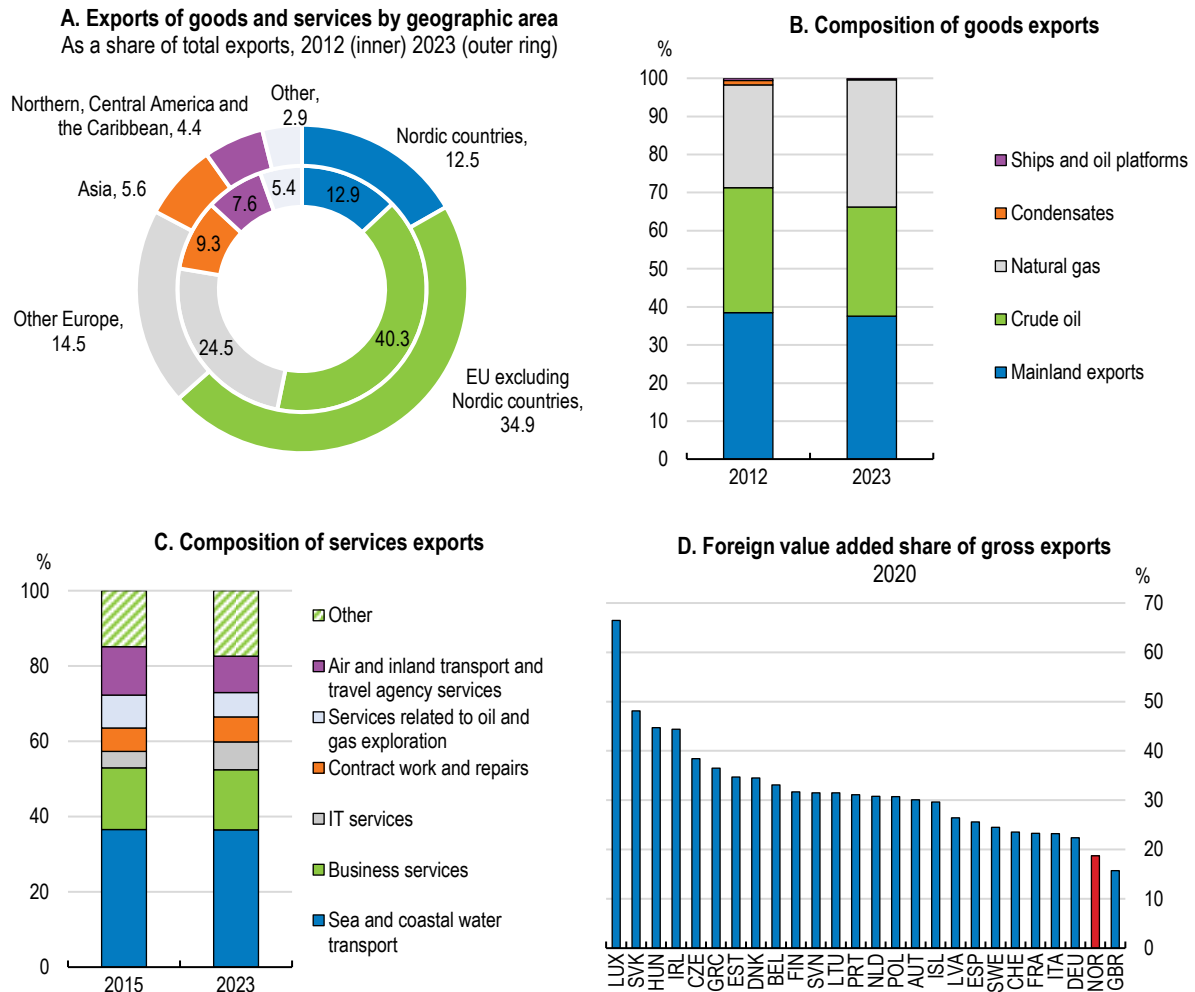 A. Exports of goods and services by geographic area
As a share of total exports, 2012 (inner) 2023 (outer ring)
Northern, Central America and
the Caribbean, 4.4
Other,
2.9
Nordic countries,
12.5
Asia, 5.6
Other Europe,
14.5
EU excluding
Nordic countries,
34.9
12.9
40.3
24.5
9.3
7.6
5.4
B. Composition of goods exports
%
100
90
80
70
60
50
40
30
20
10
0
2012
2023
Ships and oil platforms
Condensates
Natural gas
Crude oil
Mainland exports
C. Composition of services exports
%
100
80
60
40
20
0
2015
2023
Other
Air and inland transport and
travel agency services
Services related to oil and
gas exploration
Contract work and repairs
IT services
Business services
Sea and coastal water
transport
D. Foreign value added share of gross exports
2020
%
70
60
50
40
30
20
10
0
LUX
SVK
HUN
IRL
CZE
GRC
EST
DNK
BEL
FIN
SVN
LTU
PRT
NLD
POL
AUT
ISL
LVA
ESP
SWE
CHE
FRA
ITA
DEU
NOR
GBR